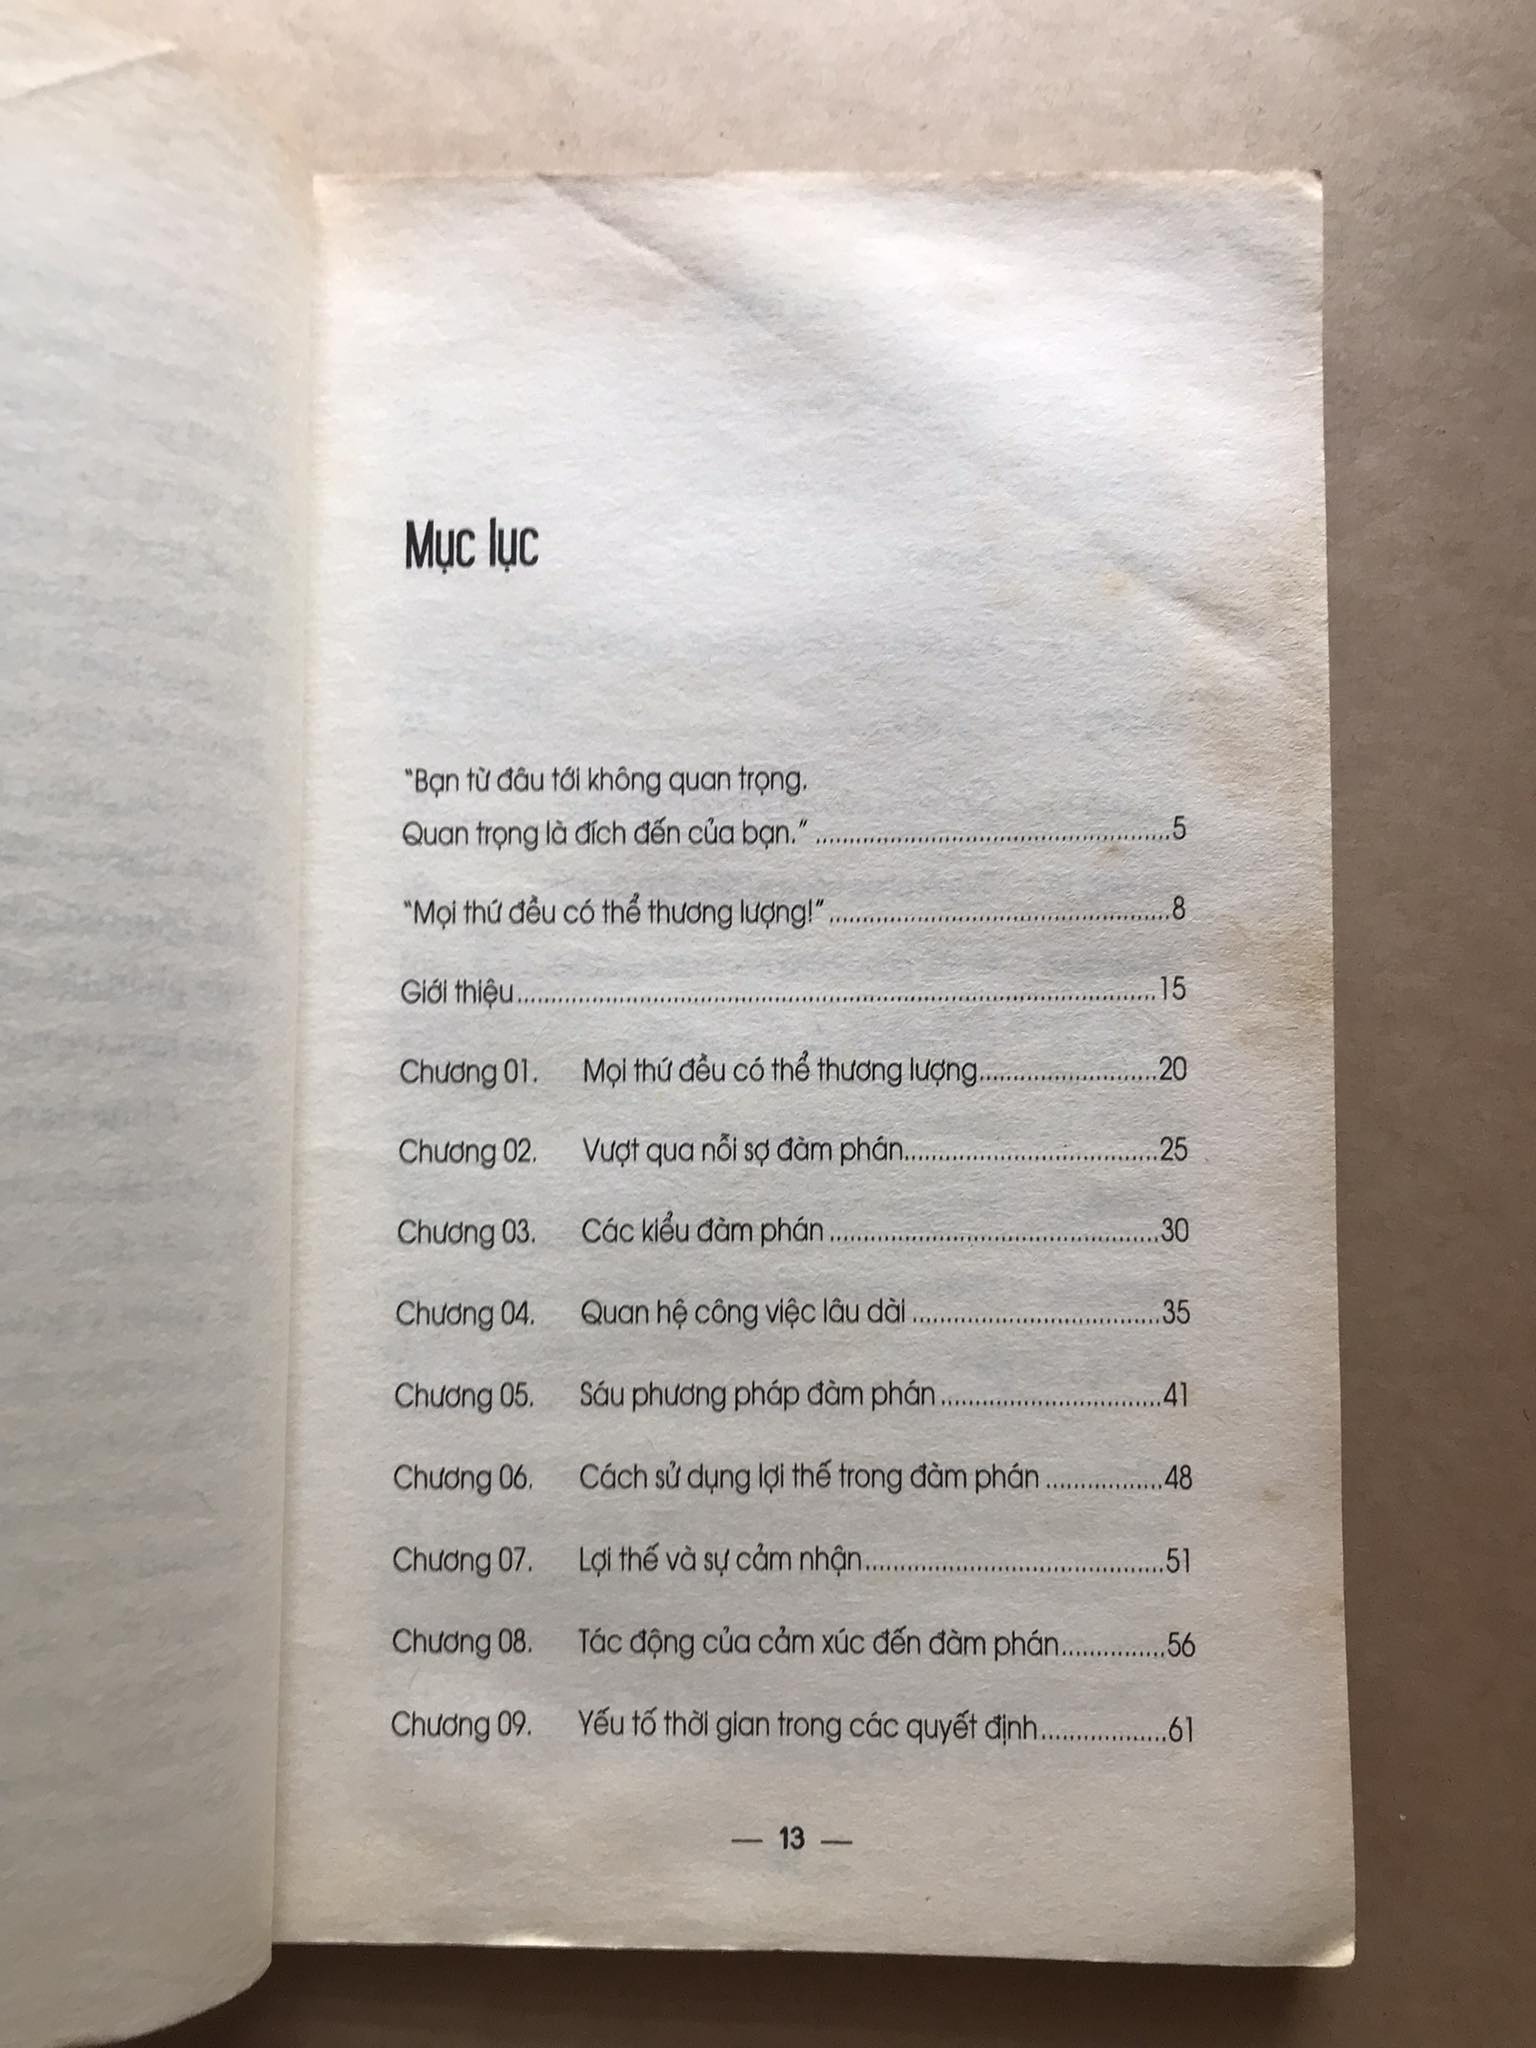 Mục lục
"Bạn từ đâu tới không quan trọng.
Quan trọng là đích đến của bạn." ........................................................5
"Mọi thứ đều có thể thương lượng!" ......................................................8
Giới thiệu.....................................................................................................15
Chương 01. Mọi thứ đều có thể thương lượng...........................20
Chương 02. Vượt qua nỗi sợ đàm phán.......................................25
Chương 03. Các kiểu đàm phán ..................................................30
Chương 04. Quan hệ công việc lâu dài .....................................35
Chương 05. Sáu phương pháp đàm phán .................................41
Chương 06. Cách sử dụng lợi thế trong đàm phán .................48
Chương 07. Lợi thế và sự cảm nhận.............................................51
Chương 08. Tác động của cảm xúc đến đàm phán................56
Chương 09. Yếu tố thời gian trong các quyết định...................61
— 13 —